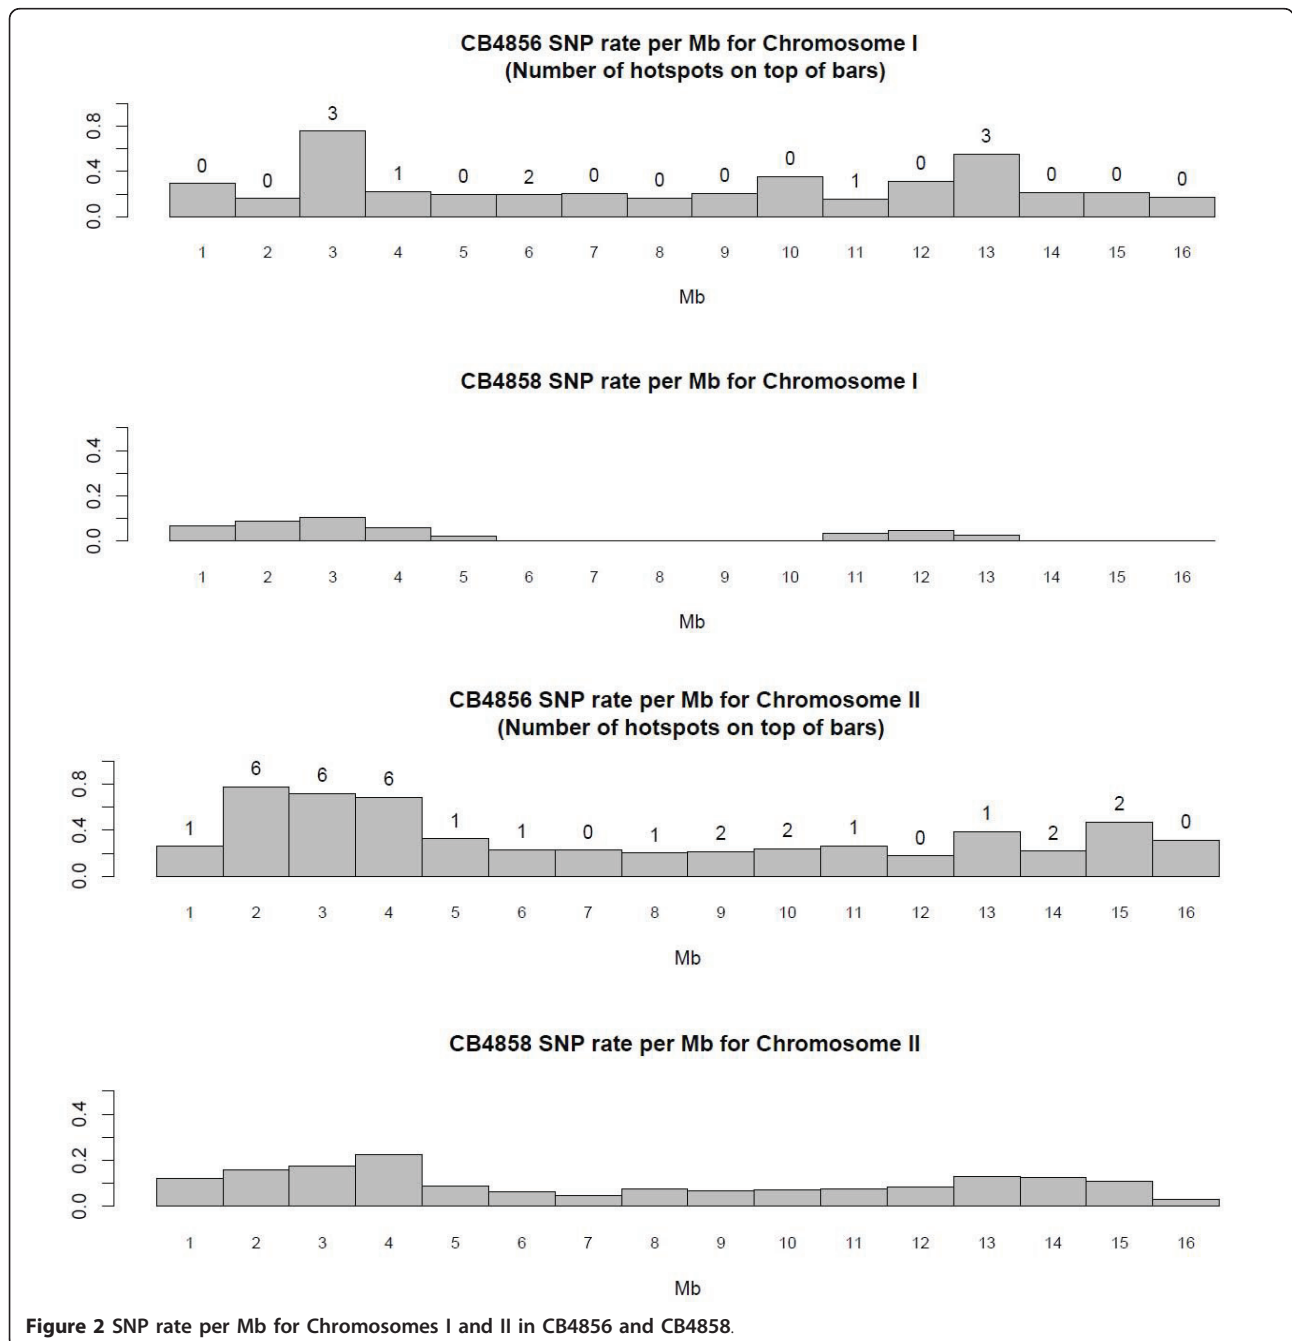 CB4856 SNP rate per Mb for Chromosome I
(Number of hotspots on top of bars)
0.0 0.4 0.8
0 0 3 1 0 2 0 0 0 0 1 0 3 0 0 0
1 2 3 4 5 6 7 8 9 10 11 12 13 14 15 16
Mb
CB4858 SNP rate per Mb for Chromosome I
0.0 0.2 0.4
1 2 3 4 5 6 7 8 9 10 11 12 13 14 15 16
Mb
CB4856 SNP rate per Mb for Chromosome II
(Number of hotspots on top of bars)
0.0 0.4 0.8
1 6 6 6 1 1 0 1 2 2 1 0 1 2 2 0
1 2 3 4 5 6 7 8 9 10 11 12 13 14 15 16
Mb
CB4858 SNP rate per Mb for Chromosome II
0.0 0.2 0.4
1 2 3 4 5 6 7 8 9 10 11 12 13 14 15 16
Mb
Figure 2 SNP rate per Mb for Chromosomes I and II in CB4856 and CB4858.